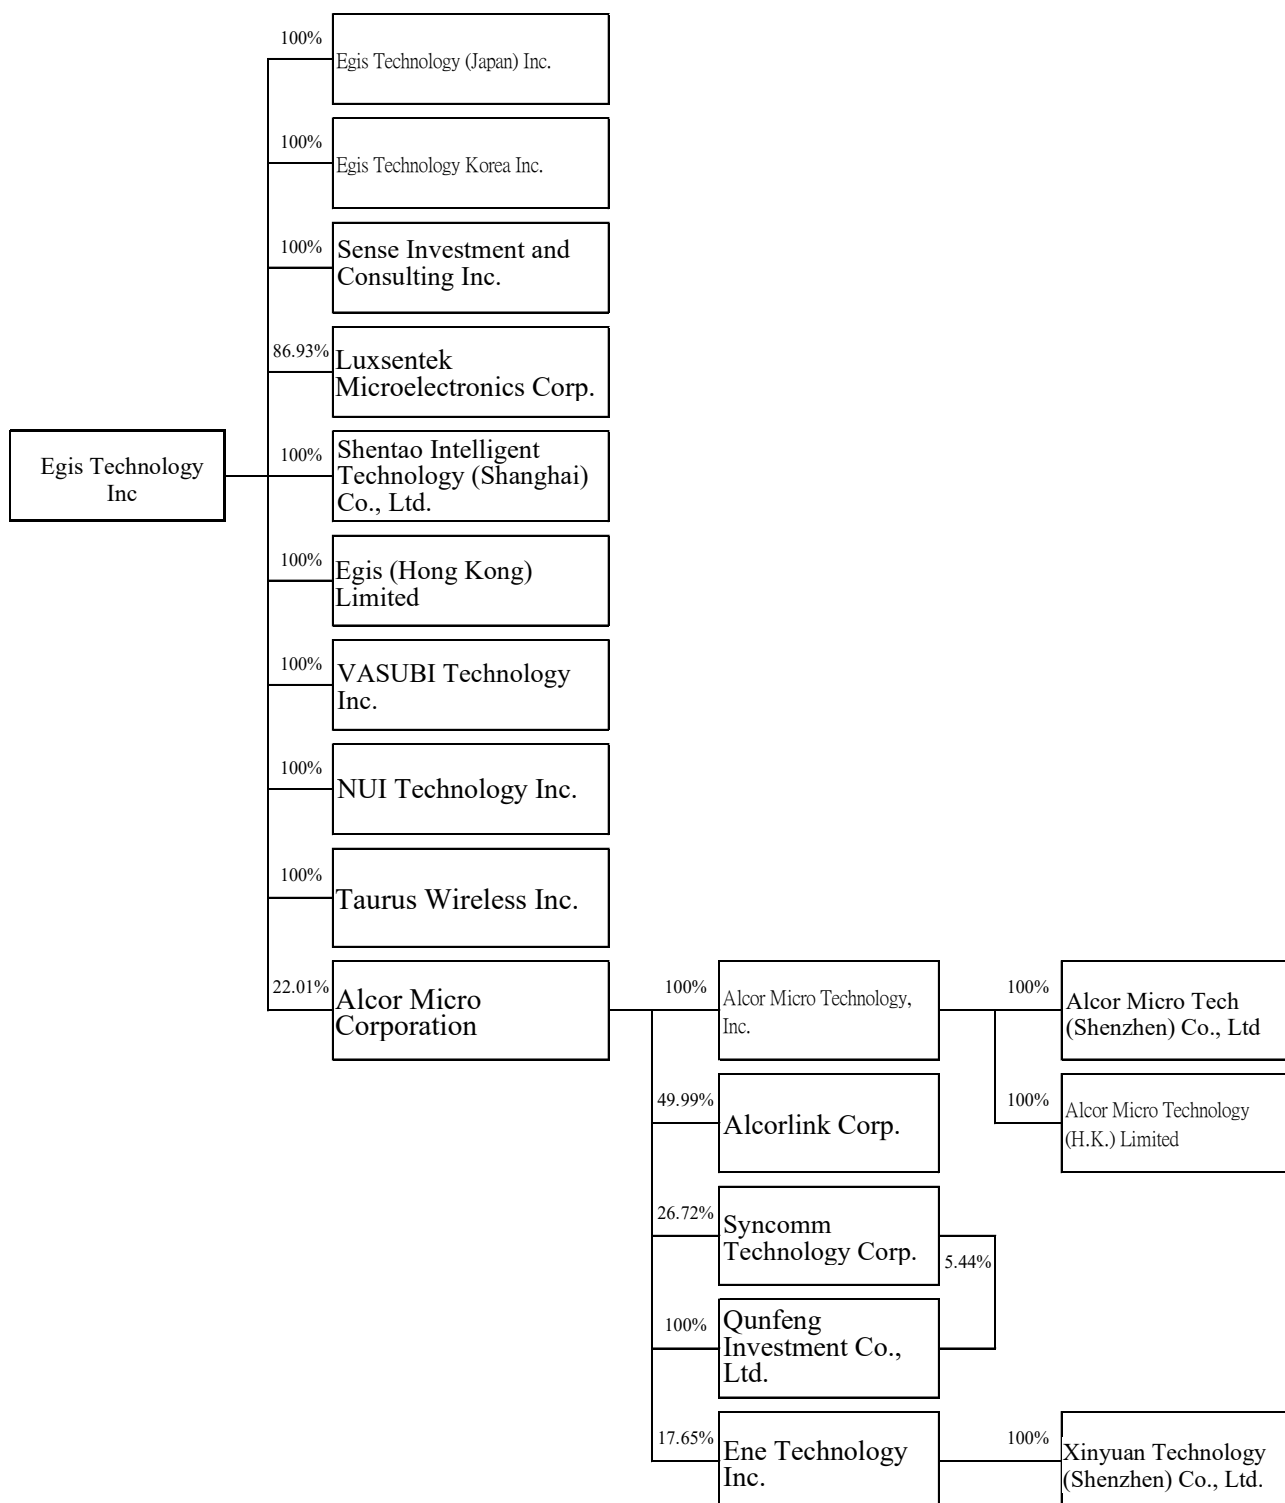 100%
Egis Technology (Japan) Inc.
100%
Egis Technology Korea Inc.
100%
Sense Investment and
Consulting Inc.
86.93%
Luxsentek
Microelectronics Corp.
Egis Technology
Inc
100%
Shentao Intelligent
Technology (Shanghai)
Co., Ltd.
100%
Egis (Hong Kong)
Limited
100%
VASUBI Technology
Inc.
100%
NUI Technology Inc.
100%
Taurus Wireless Inc.
22.01%
Alcor Micro
Corporation
100%
Alcor Micro Technology,
Inc.
100%
Alcor Micro Tech
(Shenzhen) Co., Ltd
49.99%
Alcorlink Corp.
100%
Alcor Micro Technology
(H.K.) Limited
26.72%
Syncomm
Technology Corp.
5.44%
100%
Qunfeng
Investment Co.,
Ltd.
17.65%
Ene Technology
Inc.
100%
Xinyuan Technology
(Shenzhen) Co., Ltd.